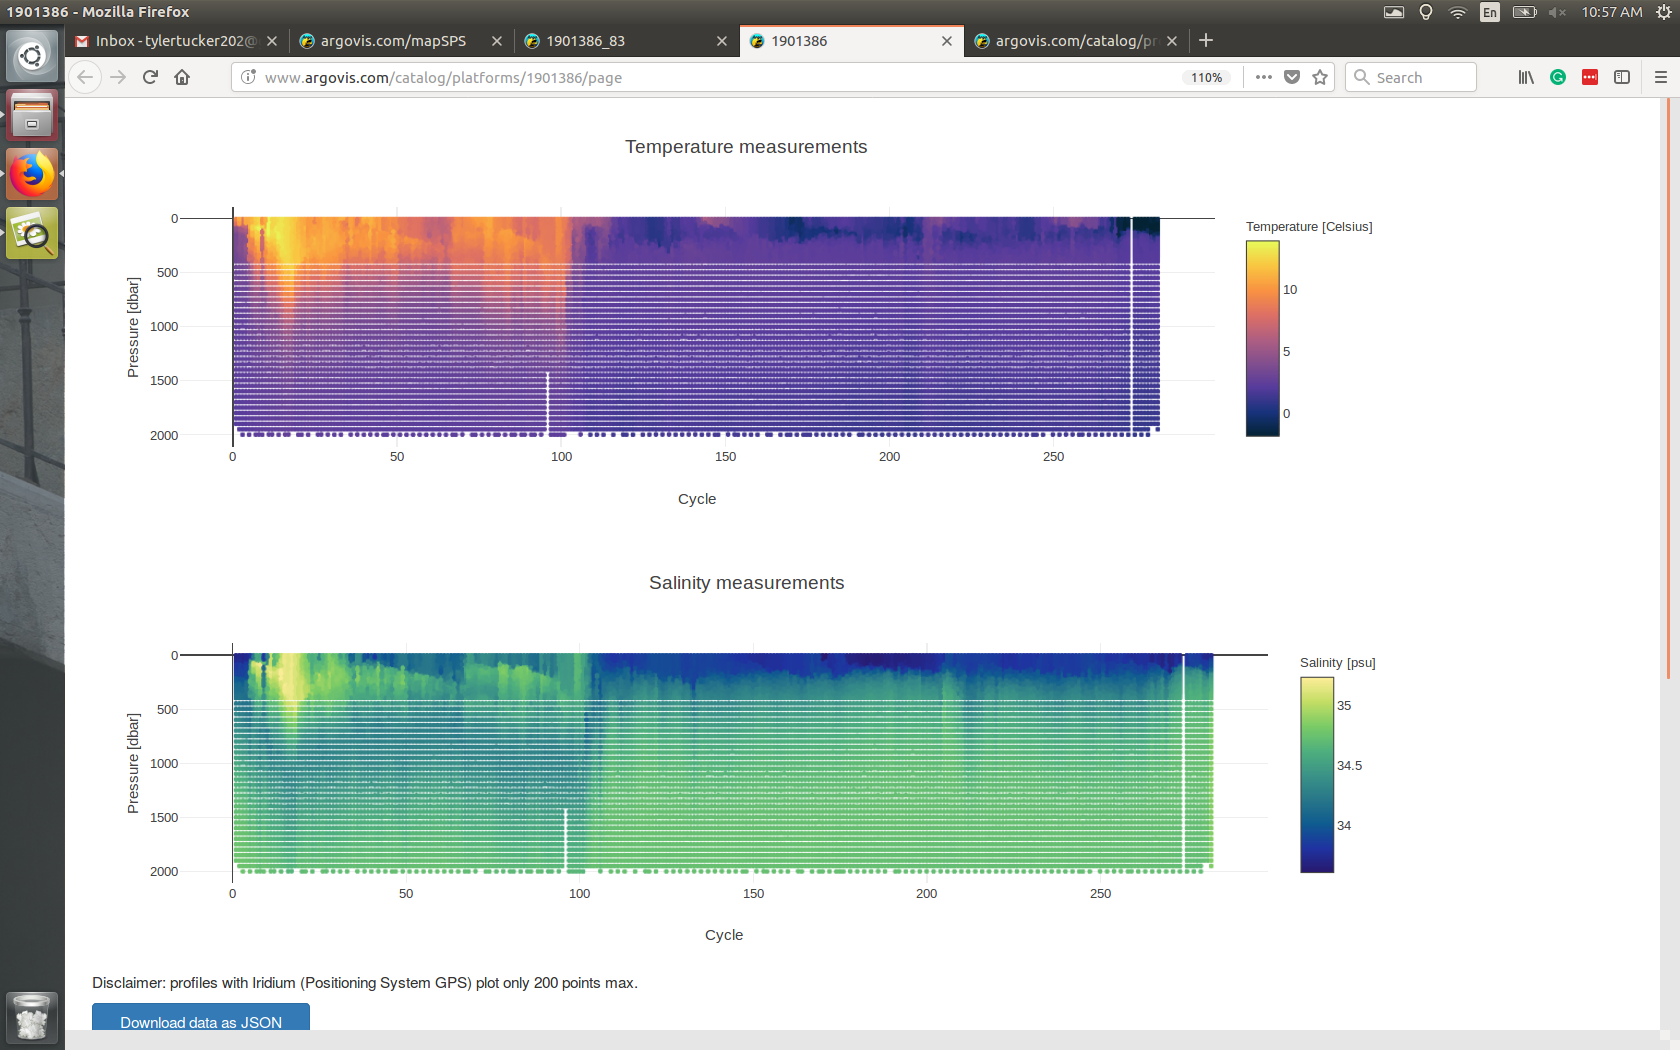 1901386 - Mozilla Firefox
En
10:57 AM
Inbox - tylertucker202@
argovis.com/mapSPS
1901386_83
1901386
argovis.com/catalog/pr
www.argovis.com/catalog/platforms/1901386/page
110%
Search
Temperature measurements
Pressure [dbar]
0
500
1000
1500
2000
0 50 100 150 200 250
Cycle
Temperature [Celsius]
10
5
0
Salinity measurements
Pressure [dbar]
0
500
1000
1500
2000
0 50 100 150 200 250
Cycle
Salinity [psu]
35
34.5
34
Disclaimer: profiles with Iridium (Positioning System GPS) plot only 200 points max.
Download data as JSON